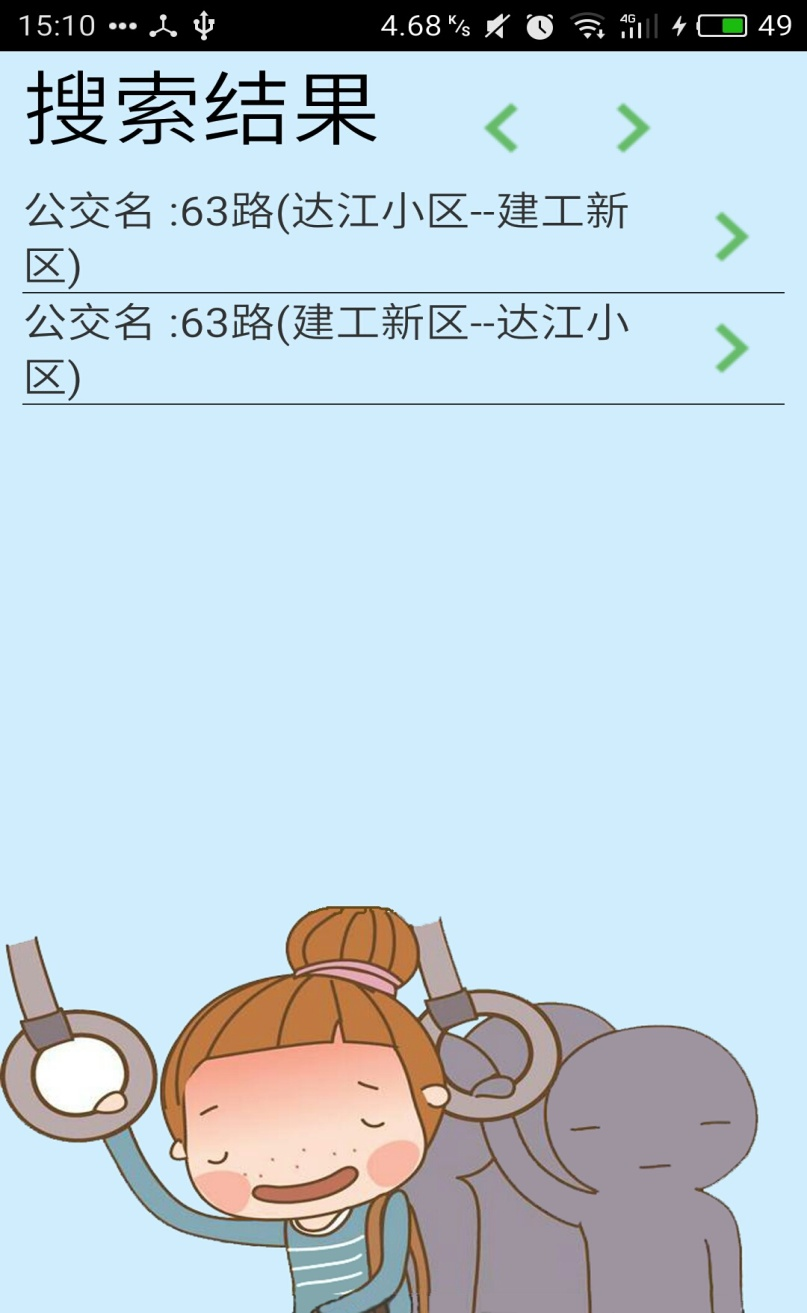 15:10 ••• 4.68 K/s 4G 49
搜索结果
公交名 :63路(达江小区--建工新
区)
公交名 :63路(建工新区--达江小
区)